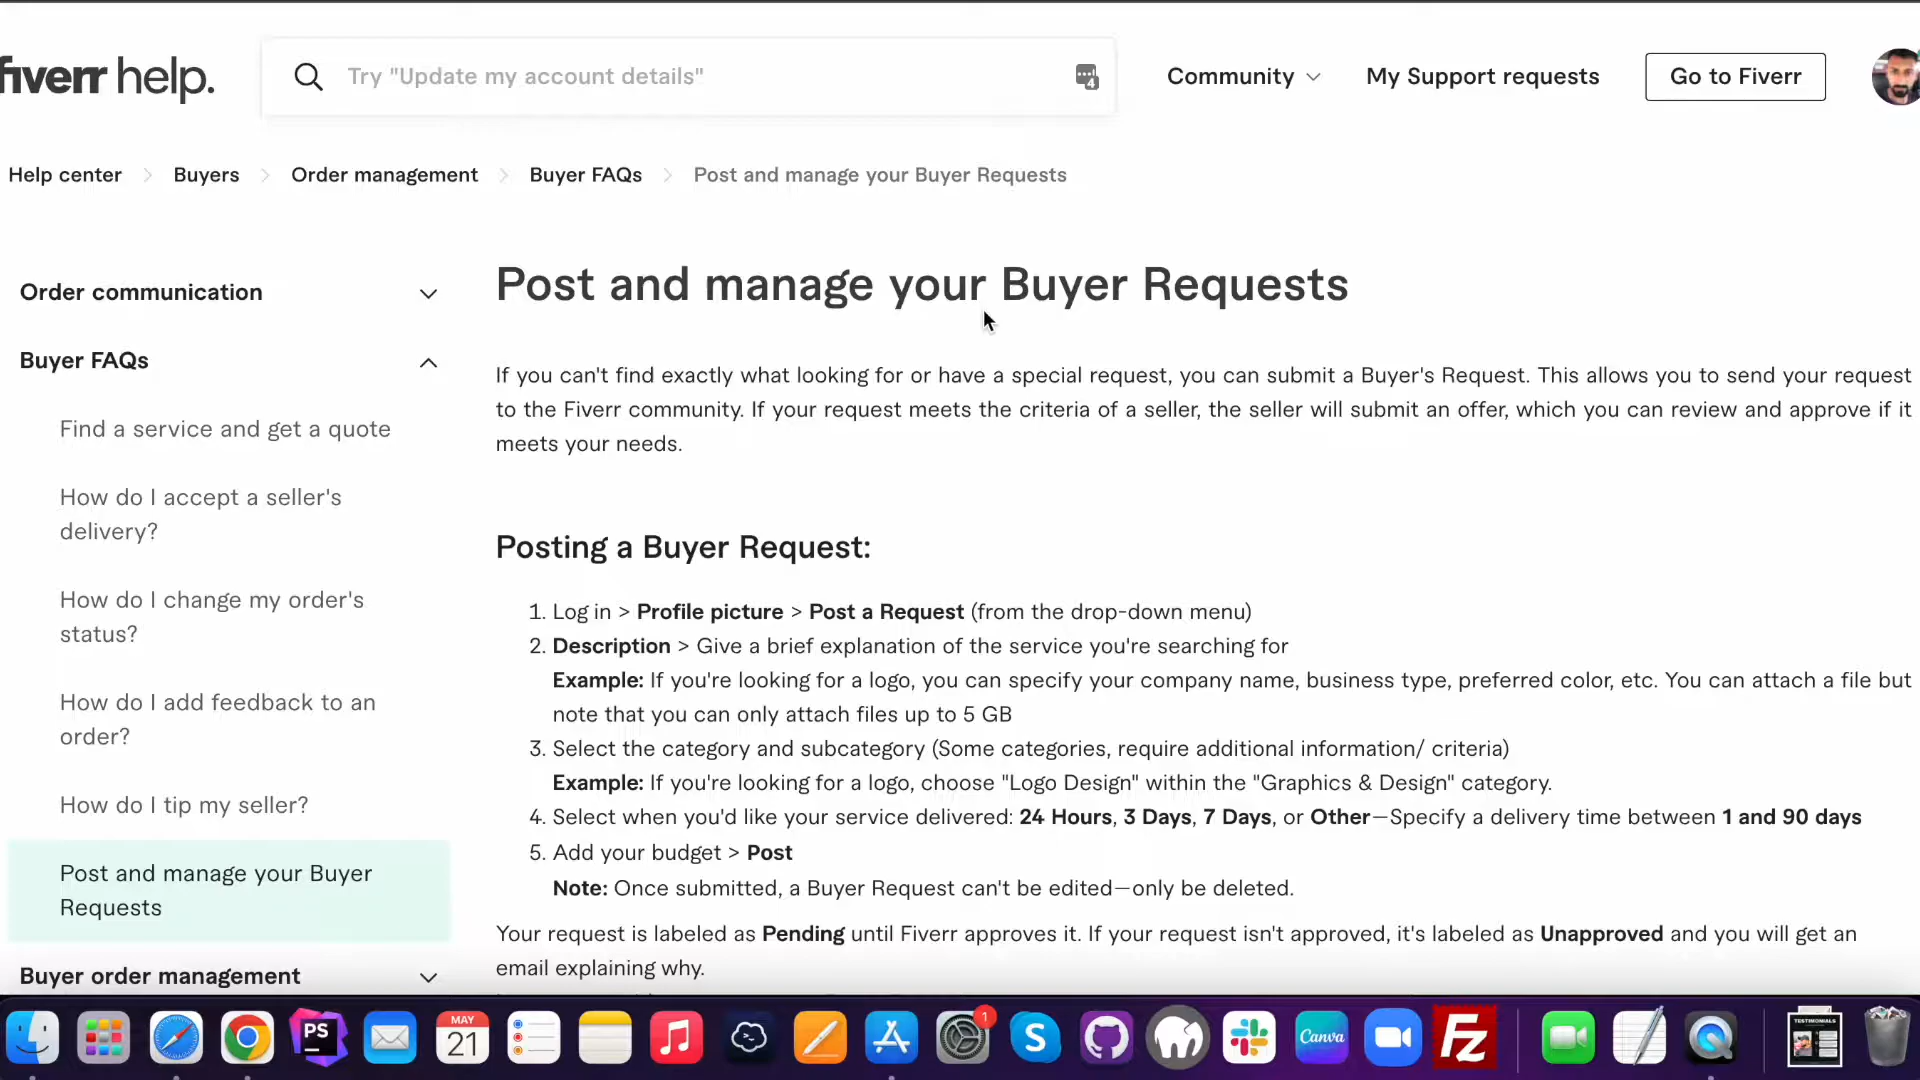 fiverr help.
Try "Update my account details"
Community
My Support requests
Go to Fiverr
Help center
Buyers
Order management
Buyer FAQs
Post and manage your Buyer Requests
Order communication
Buyer FAQs
Find a service and get a quote
How do I accept a seller's
delivery?
How do I change my order's
status?
How do I add feedback to an
order?
How do I tip my seller?
Post and manage your Buyer
Requests
Buyer order management
Post and manage your Buyer Requests
If you can't find exactly what looking for or have a special request, you can submit a Buyer's Request. This allows you to send your request
to the Fiverr community. If your request meets the criteria of a seller, the seller will submit an offer, which you can review and approve if it
meets your needs.
Posting a Buyer Request:
1. Log in > Profile picture > Post a Request (from the drop-down menu)
2. Description > Give a brief explanation of the service you're searching for
Example: If you're looking for a logo, you can specify your company name, business type, preferred color, etc. You can attach a file but
note that you can only attach files up to 5 GB
3. Select the category and subcategory (Some categories, require additional information/ criteria)
Example: If you're looking for a logo, choose "Logo Design" within the "Graphics & Design" category.
4. Select when you'd like your service delivered: 24 Hours, 3 Days, 7 Days, or Other—Specify a delivery time between 1 and 90 days
5. Add your budget > Post
Note: Once submitted, a Buyer Request can't be edited—only be deleted.
Your request is labeled as Pending until Fiverr approves it. If your request isn't approved, it's labeled as Unapproved and you will get an
email explaining why.
PS
MAY
21
1
S
Canva
Fz
TESTIMONIALS